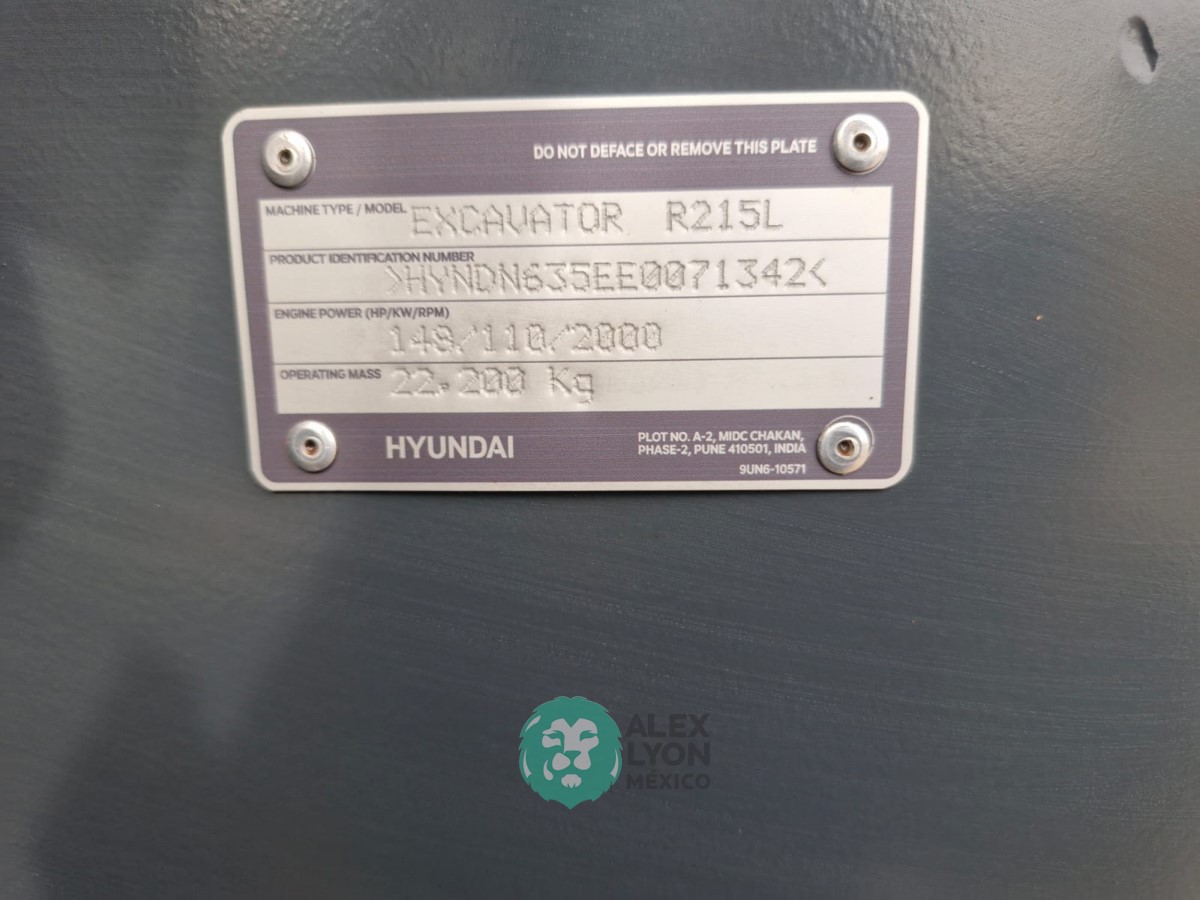 DO NOT DEFACE OR REMOVE THIS PLATE
MACHINE TYPE / MODEL EXCAVATOR R215L
PRODUCT IDENTIFICATION NUMBER
>HYNDN635EE0071342<
ENGINE POWER (HP/KW/RPM)
148/110/2000
OPERATING MASS 22.200 Kg
HYUNDAI
PLOT NO. A-2, MIDC CHAKAN,
PHASE-2, PUNE 410501, INDIA
9UN6-10571
ALEX
LYON
MÉXICO